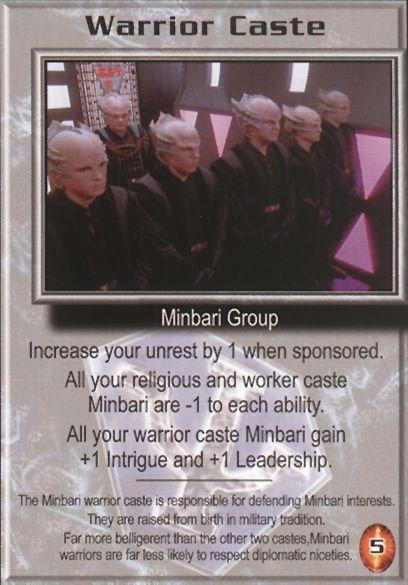 Warrior Caste
Minbari Group
Increase your unrest by 1 when sponsored.
All your religious and worker caste
Minbari are -1 to each ability.
All your warrior caste Minbari gain
+1 Intrigue and +1 Leadership.
The Minbari warrior caste is responsible for defending Minbari interests.
They are raised from birth in military tradition.
Far more belligerent than the other two castes,Minbari
warriors are far less likely to respect diplomatic niceties.
5